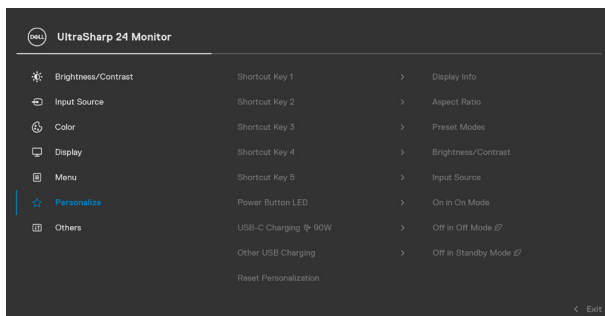 DELL UltraSharp 24 Monitor
Brightness/Contrast Shortcut Key 1 > Display Info
Input Source Shortcut Key 2 > Aspect Ratio
Color Shortcut Key 3 > Preset Modes
Display Shortcut Key 4 > Brightness/Contrast
Menu Shortcut Key 5 > Input Source
Personalize Power Button LED > On in On Mode
Others USB-C Charging 90W > Off in Off Mode
Other USB Charging > Off in Standby Mode
Reset Personalization
< Exit